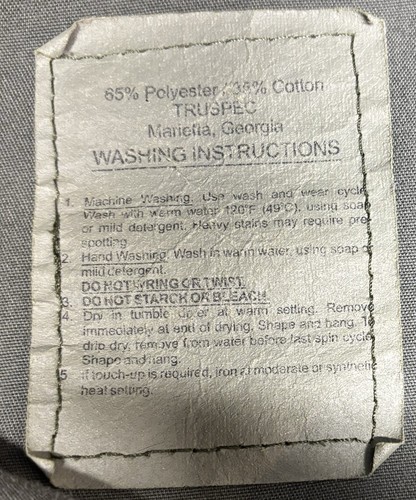 65% Polyester / 35% Cotton
TRUSPEC
Marietta, Georgia
WASHING INSTRUCTIONS
1. Machine Washing. Use wash and wear cycle.
Wash with warm water 120°F (49°C), using soap
or mild detergent. Heavy stains may require pre
spotting.
2. Hand Washing. Wash in warm water, using soap or
mild detergent.
DO NOT WRING OR TWIST.
3. DO NOT STARCH OR BLEACH.
4. Dry in tumble dryer at warm setting. Remove
immediately at end of drying, Shape and hang. To
drip dry, remove from water before last spin cycle.
Shape and hang.
5. If touch-up is required, iron at moderate or synthetic
heat setting.